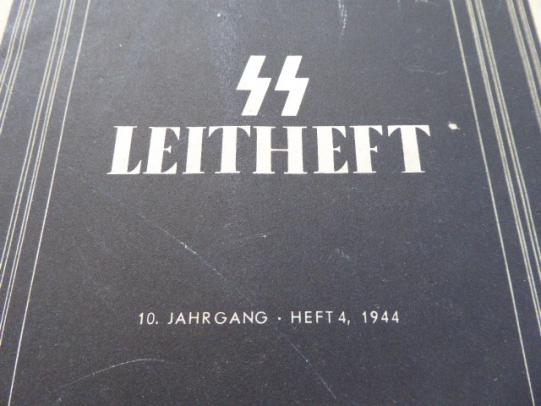 SS
LEITHEFT
10. JAHRGANG · HEFT 4, 1944